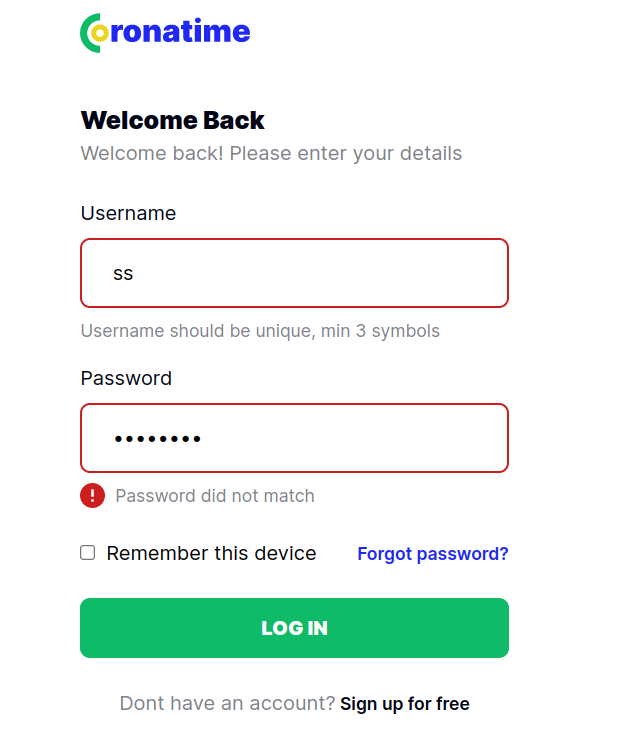 Coronatime
Welcome Back
Welcome back! Please enter your details
Username
ss
Username should be unique, min 3 symbols
Password
••••••••
Password did not match
Remember this device Forgot password?
LOG IN
Dont have an account? Sign up for free